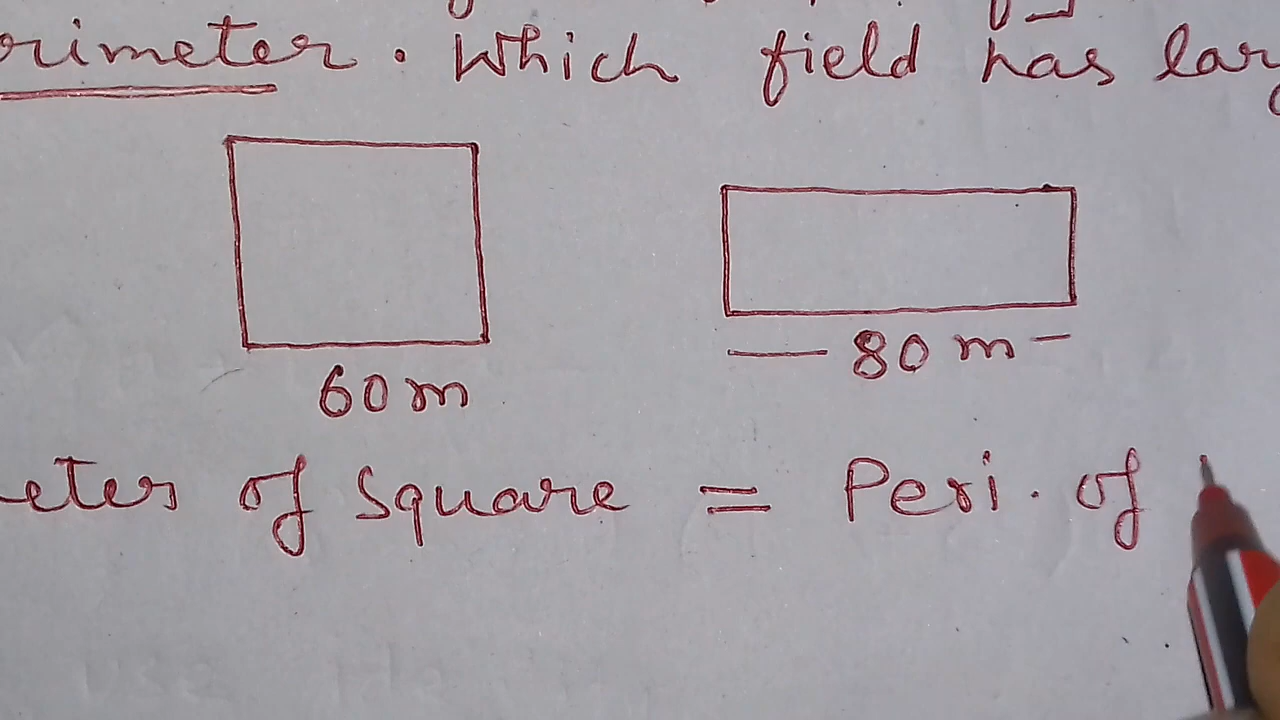 rimeter. Which field has lar
60 m
80 m
eter of square = Peri. of